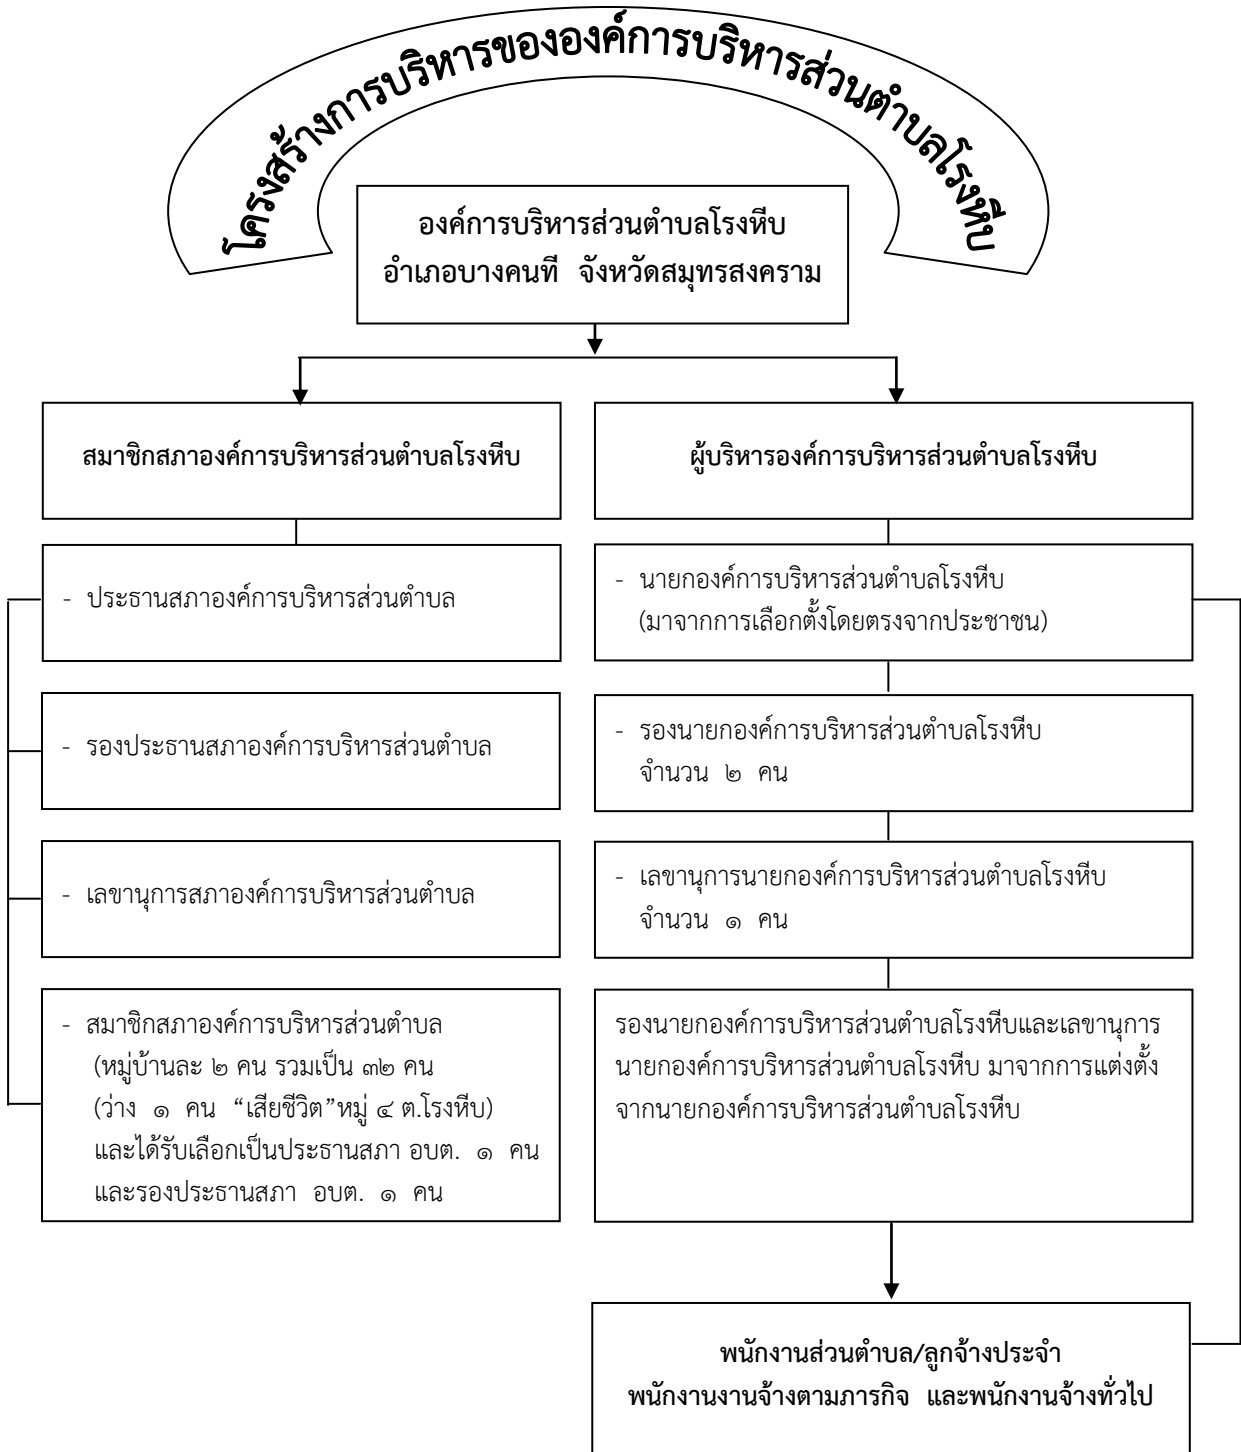 โครงสร้างการบริหารขององค์การบริหารส่วนตำบลโรงหีบ
องค์การบริหารส่วนตำบลโรงหีบ
อำเภอบางคนที จังหวัดสมุทรสงคราม
สมาชิกสภาองค์การบริหารส่วนตำบลโรงหีบ
- ประธานสภาองค์การบริหารส่วนตำบล
- รองประธานสภาองค์การบริหารส่วนตำบล
- เลขานุการสภาองค์การบริหารส่วนตำบล
- สมาชิกสภาองค์การบริหารส่วนตำบล
(หมู่บ้านละ ๒ คน รวมเป็น ๓๒ คน
(ว่าง ๑ คน “เสียชีวิต”หมู่ ๔ ต.โรงหีบ)
และได้รับเลือกเป็นประธานสภา อบต. ๑ คน
และรองประธานสภา อบต. ๑ คน
ผู้บริหารองค์การบริหารส่วนตำบลโรงหีบ
- นายกองค์การบริหารส่วนตำบลโรงหีบ
(มาจากการเลือกตั้งโดยตรงจากประชาชน)
- รองนายกองค์การบริหารส่วนตำบลโรงหีบ
จำนวน ๒ คน
- เลขานุการนายกองค์การบริหารส่วนตำบลโรงหีบ
จำนวน ๑ คน
รองนายกองค์การบริหารส่วนตำบลโรงหีบและเลขานุการ
นายกองค์การบริหารส่วนตำบลโรงหีบ มาจากการแต่งตั้ง
จากนายกองค์การบริหารส่วนตำบลโรงหีบ
พนักงานส่วนตำบล/ลูกจ้างประจำ
พนักงานงานจ้างตามภารกิจ และพนักงานจ้างทั่วไป